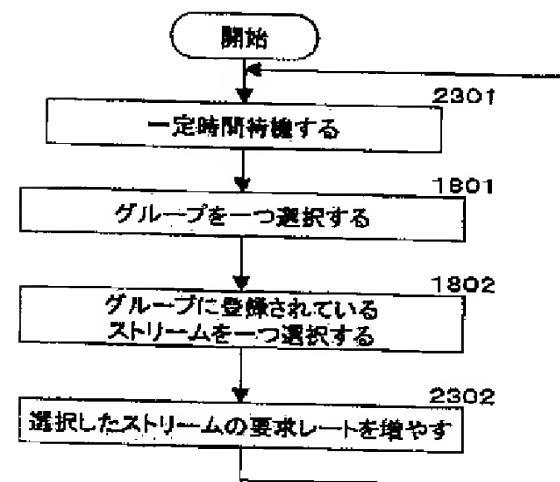 開始
2301
一定時間待機する
1801
グループを一つ選択する
1802
グループに登録されている
ストリームを一つ選択する
2302
選択したストリームの要求レートを増やす